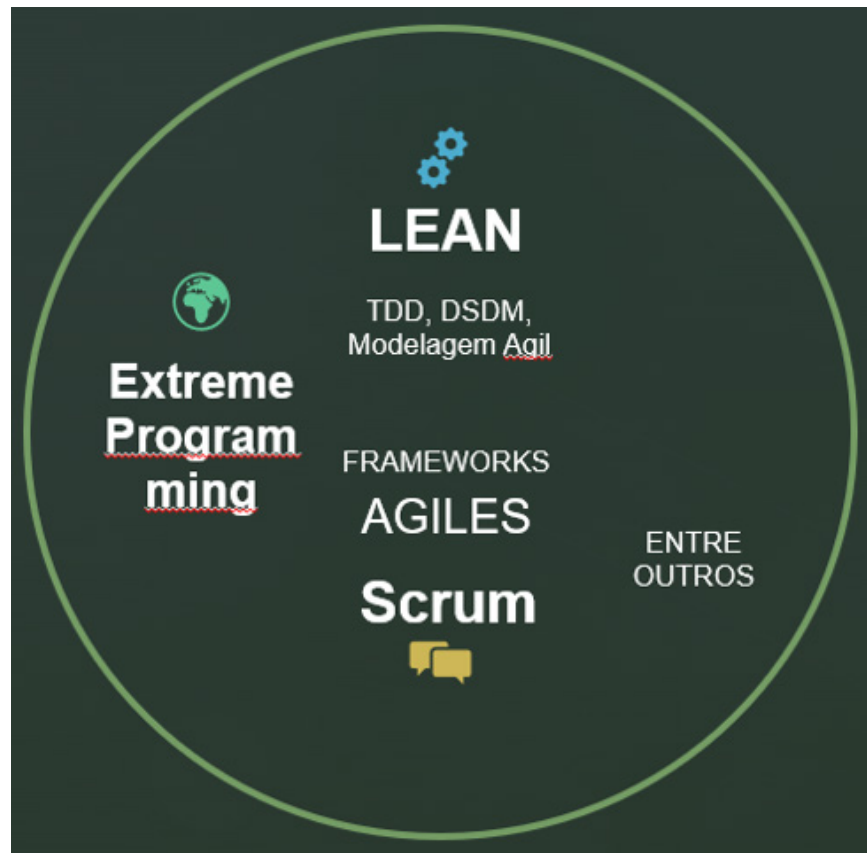 LEAN
TDD, DSDM,
Modelagem Agil
Extreme
Program
ming
FRAMEWORKS
AGILES
ENTRE
OUTROS
Scrum